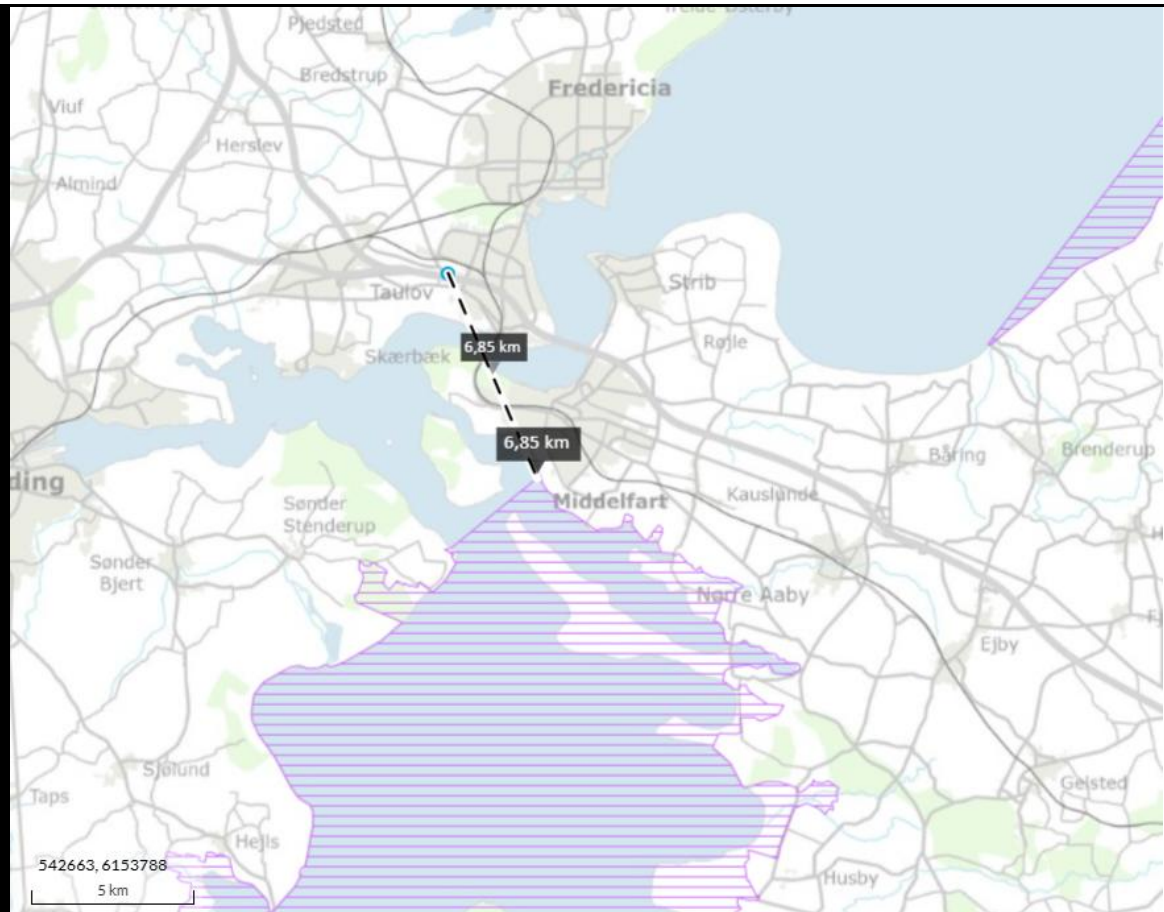 Pjedsted
Fredericia
Bredstrup
Viuf
Herslev
Almind
Taulov
Strib
Skærbæk
6,85 km
Røjle
6,85 km
Båring
Brenderup
ding
Middelfart
Kauslunde
Sønder
Stenderup
Sønder
Bjert
Nørre Aaby
Ejby
Sjølund
Taps
Gelsted
Hejls
542663, 6153788
5 km
Husby